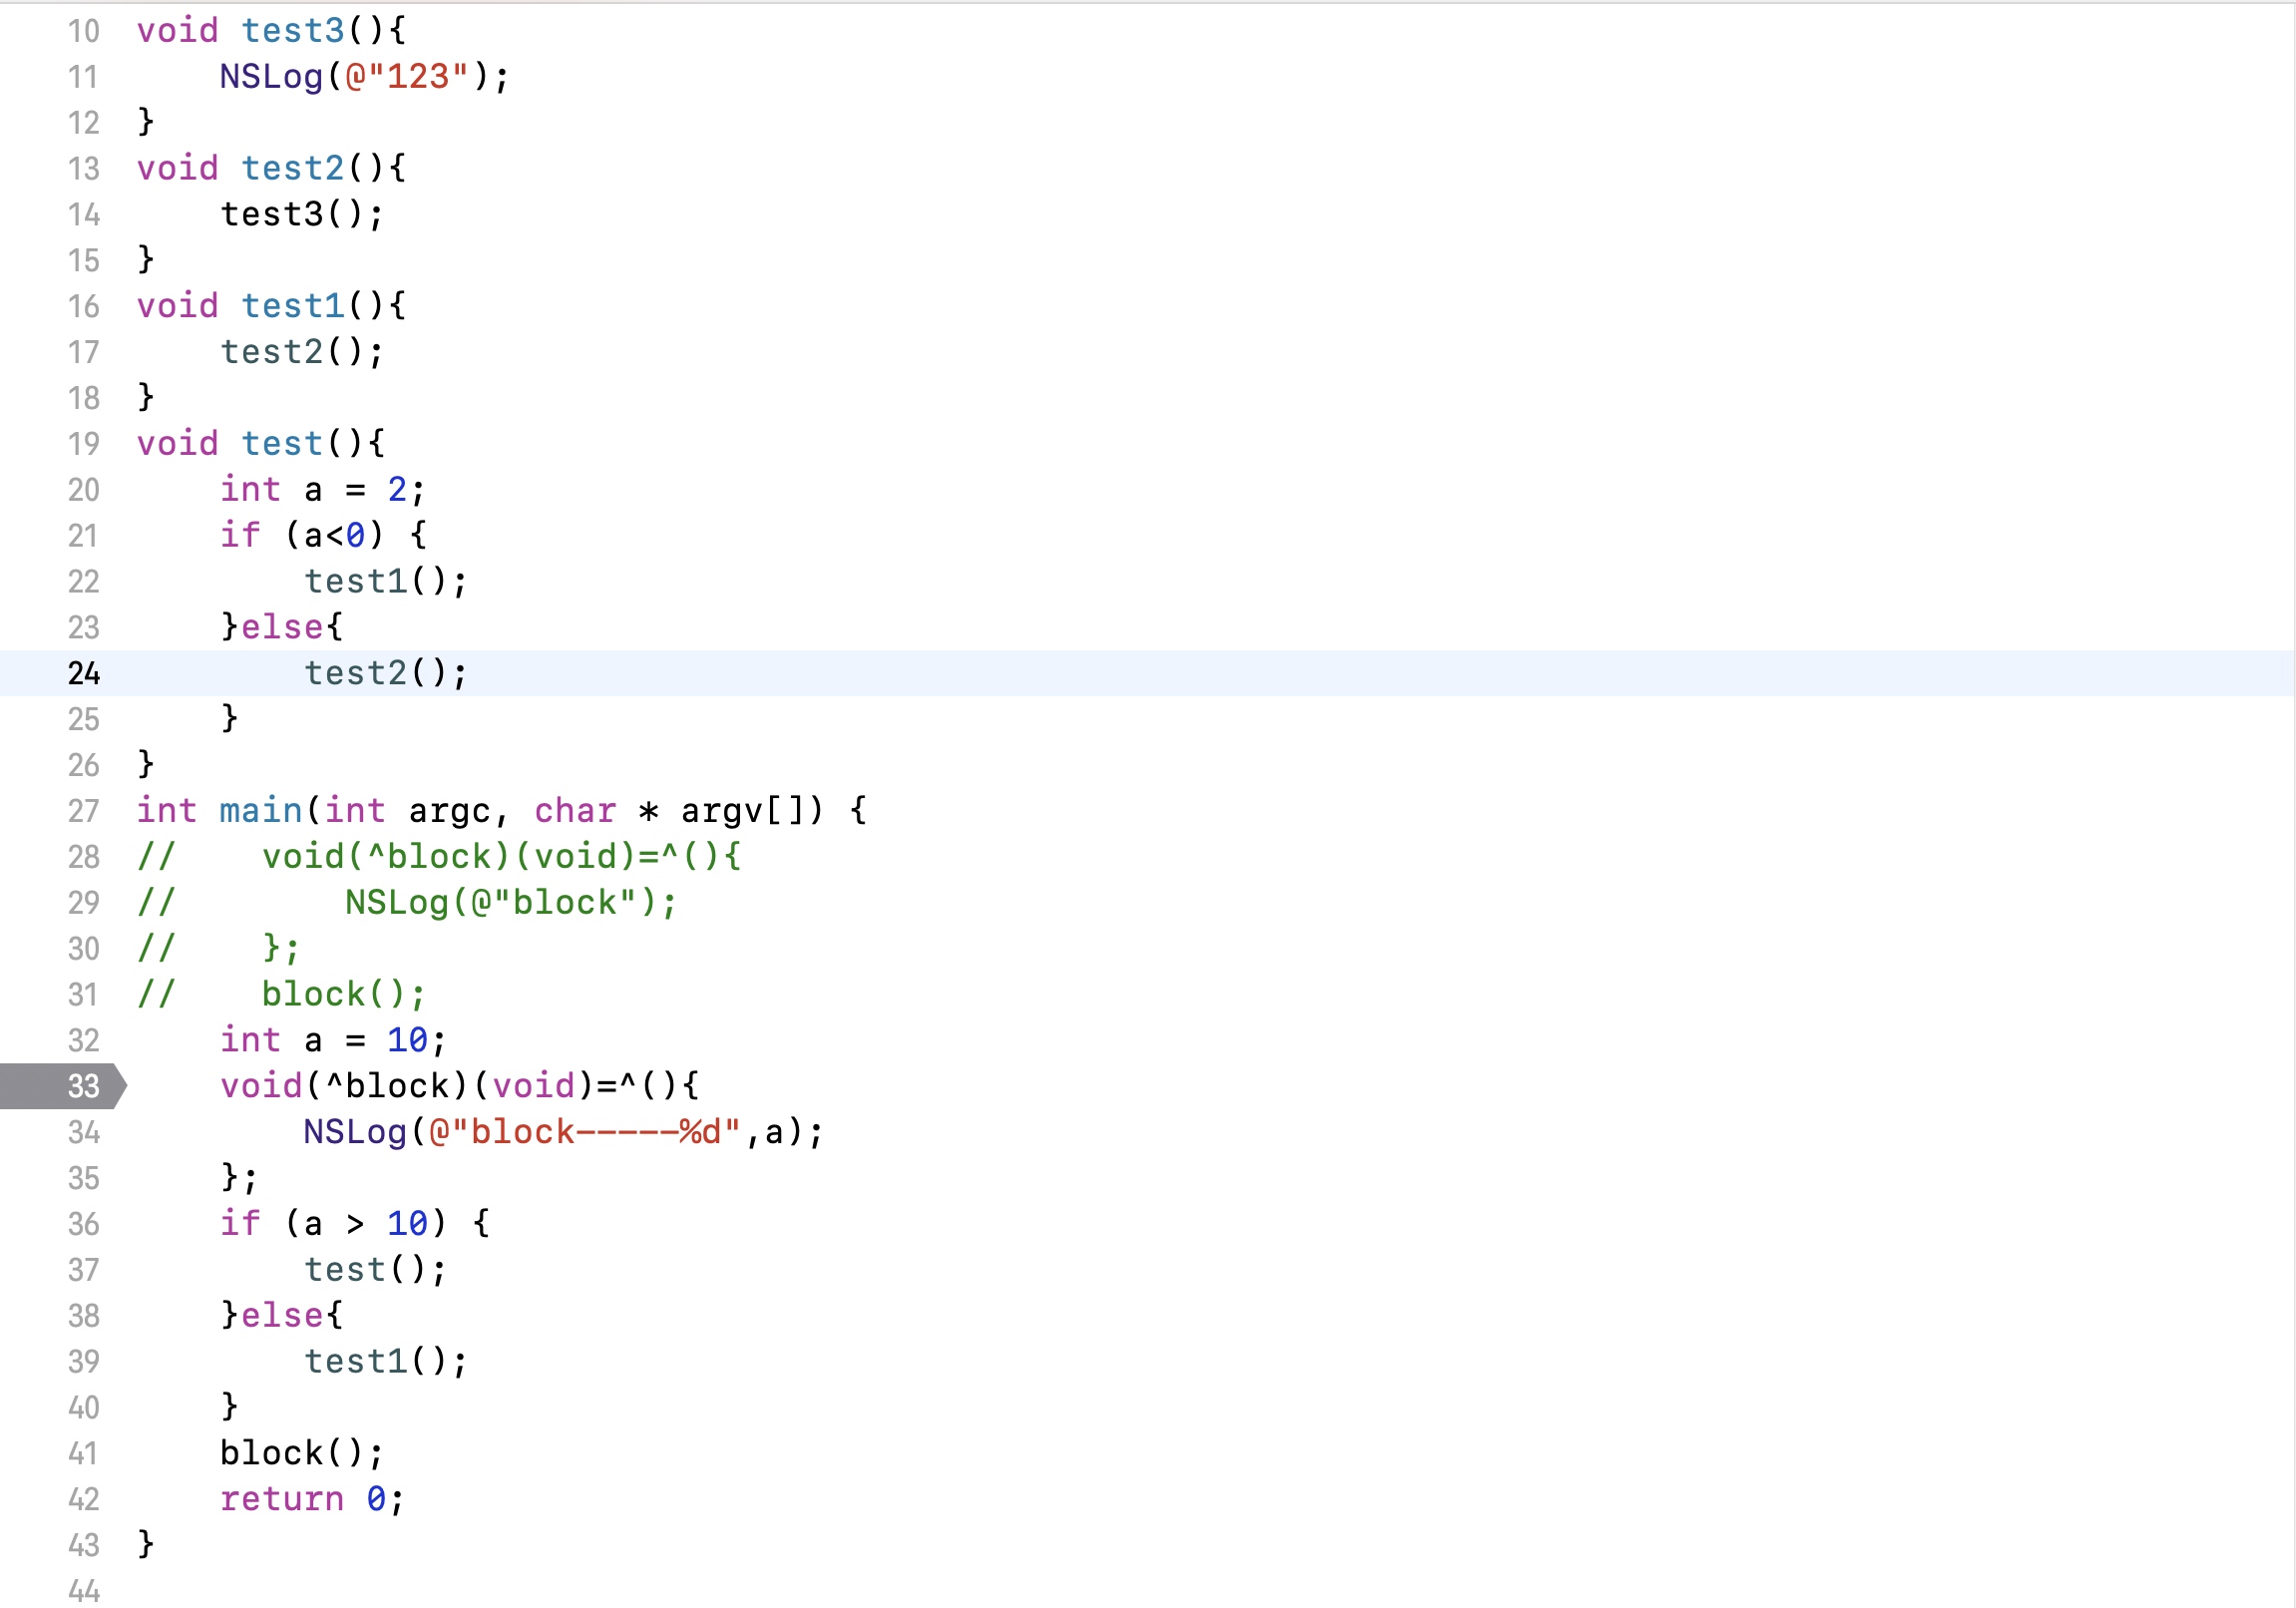 10 void test3(){
11     NSLog(@"123");
12 }
13 void test2(){
14     test3();
15 }
16 void test1(){
17     test2();
18 }
19 void test(){
20     int a = 2;
21     if (a<0) {
22         test1();
23     }else{
24         test2();
25     }
26 }
27 int main(int argc, char * argv[]) {
28 //    void(^block)(void)=^(){
29 //        NSLog(@"block");
30 //    };
31 //    block();
32     int a = 10;
33     void(^block)(void)=^(){
34         NSLog(@"block-----%d",a);
35     };
36     if (a > 10) {
37         test();
38     }else{
39         test1();
40     }
41     block();
42     return 0;
43 }
44